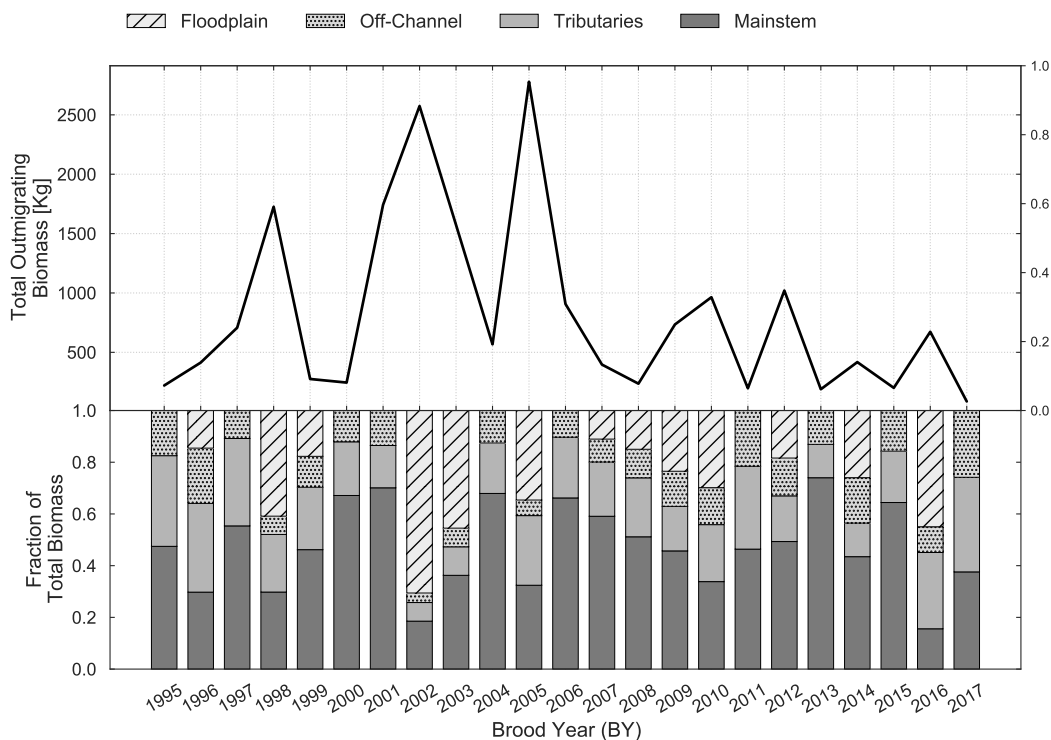 Floodplain Off-Channel Tributaries Mainstem
Total Outmigrating
Biomass [Kg]
2500
2000
1500
1000
500
1.0
0.8
0.6
0.4
0.2
0.0
Fraction of
Total Biomass
1.0
0.8
0.6
0.4
0.2
0.0
1995 1996 1997 1998 1999 2000 2001 2002 2003 2004 2005 2006 2007 2008 2009 2010 2011 2012 2013 2014 2015 2016 2017
Brood Year (BY)